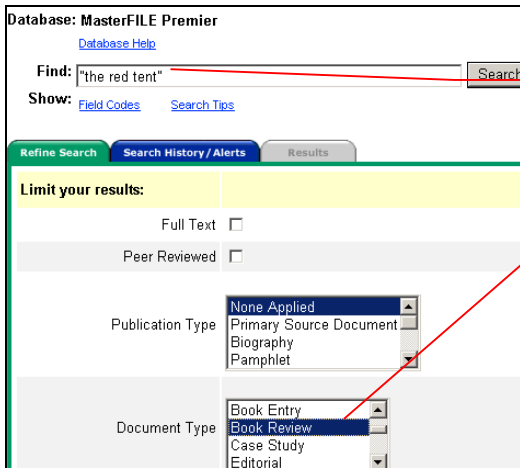 Database: MasterFILE Premier
Database Help
Find: "the red tent" Search
Show: Field Codes Search Tips
Refine Search Search History/Alerts Results
Limit your results:
Full Text
Peer Reviewed
Publication Type
None Applied
Primary Source Document
Biography
Pamphlet
Document Type
Book Entry
Book Review
Case Study
Editorial